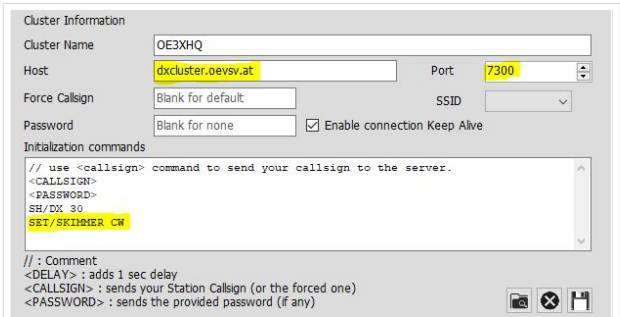 Cluster Information
Cluster Name OE3XHQ
Host dxcluster.oevsv.at Port 7300
Force Callsign Blank for default SSID
Password Blank for none Enable connection Keep Alive
Initialization commands
// use <callsign> command to send your callsign to the server.
<CALLSIGN>
<PASSWORD>
SH/DX 30
SET/SKIMMER CW
// : Comment
<DELAY> : adds 1 sec delay
<CALLSIGN> : sends your Station Callsign (or the forced one)
<PASSWORD> : sends the provided password (if any)